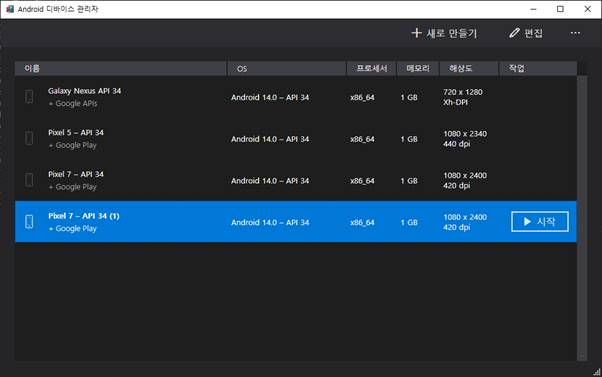 Android 디바이스 관리자
새로 만들기 편집 ...
이름 OS 프로세서 메모리 해상도 작업
Galaxy Nexus API 34
+ Google APIs
Android 14.0 – API 34 x86_64 1 GB
720 x 1280
Xh-DPI
Pixel 5 – API 34
+ Google Play
Android 14.0 – API 34 x86_64 1 GB
1080 x 2340
440 dpi
Pixel 7 – API 34
+ Google Play
Android 14.0 – API 34 x86_64 1 GB
1080 x 2400
420 dpi
Pixel 7 – API 34 (1)
+ Google Play
Android 14.0 – API 34 x86_64 1 GB
1080 x 2400
420 dpi
시작